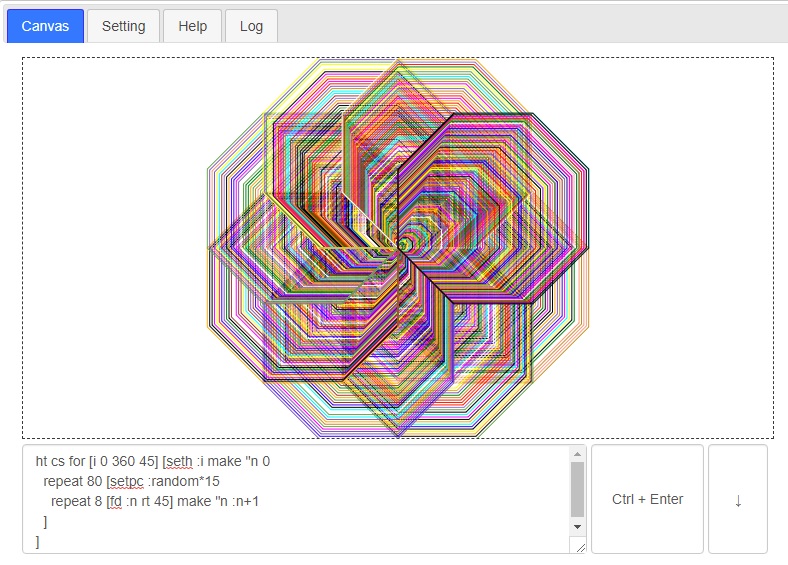 Canvas Setting Help Log
ht cs for [i 0 360 45] [seth :i make "n 0
repeat 80 [setpc :random*15
repeat 8 [fd :n rt 45] make "n :n+1
]
]
Ctrl + Enter ↓